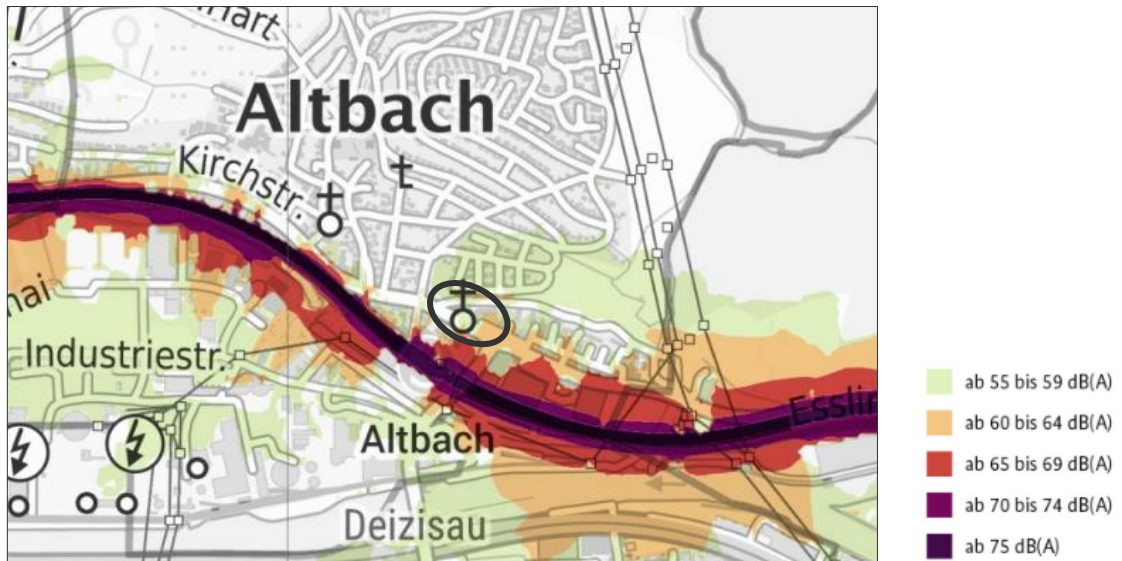 Altbach
Kirchstr.
Industriestr.
Altbach
Deizisau
ab 55 bis 59 dB(A)
ab 60 bis 64 dB(A)
ab 65 bis 69 dB(A)
ab 70 bis 74 dB(A)
ab 75 dB(A)